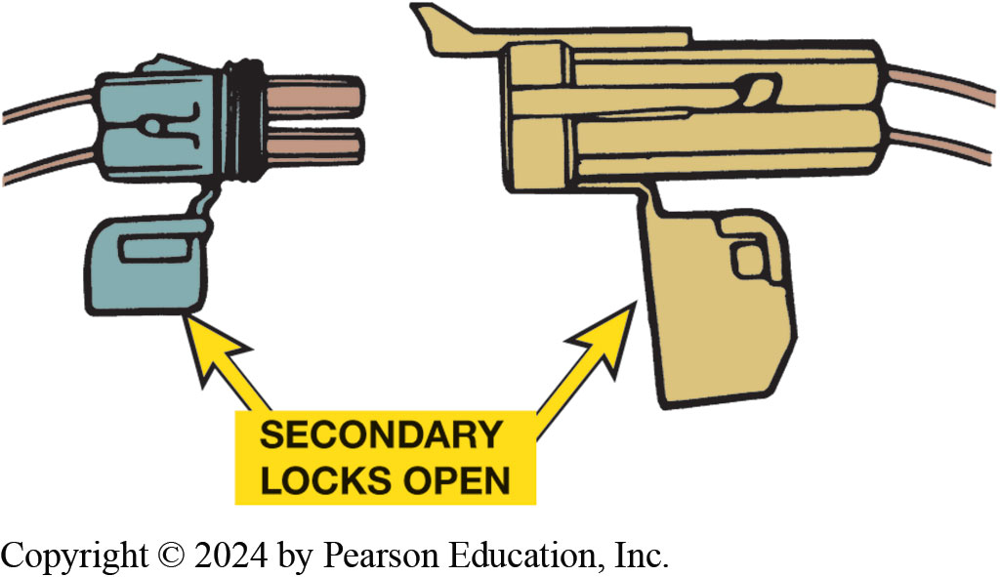 SECONDARY
LOCKS OPEN
Copyright © 2024 by Pearson Education, Inc.